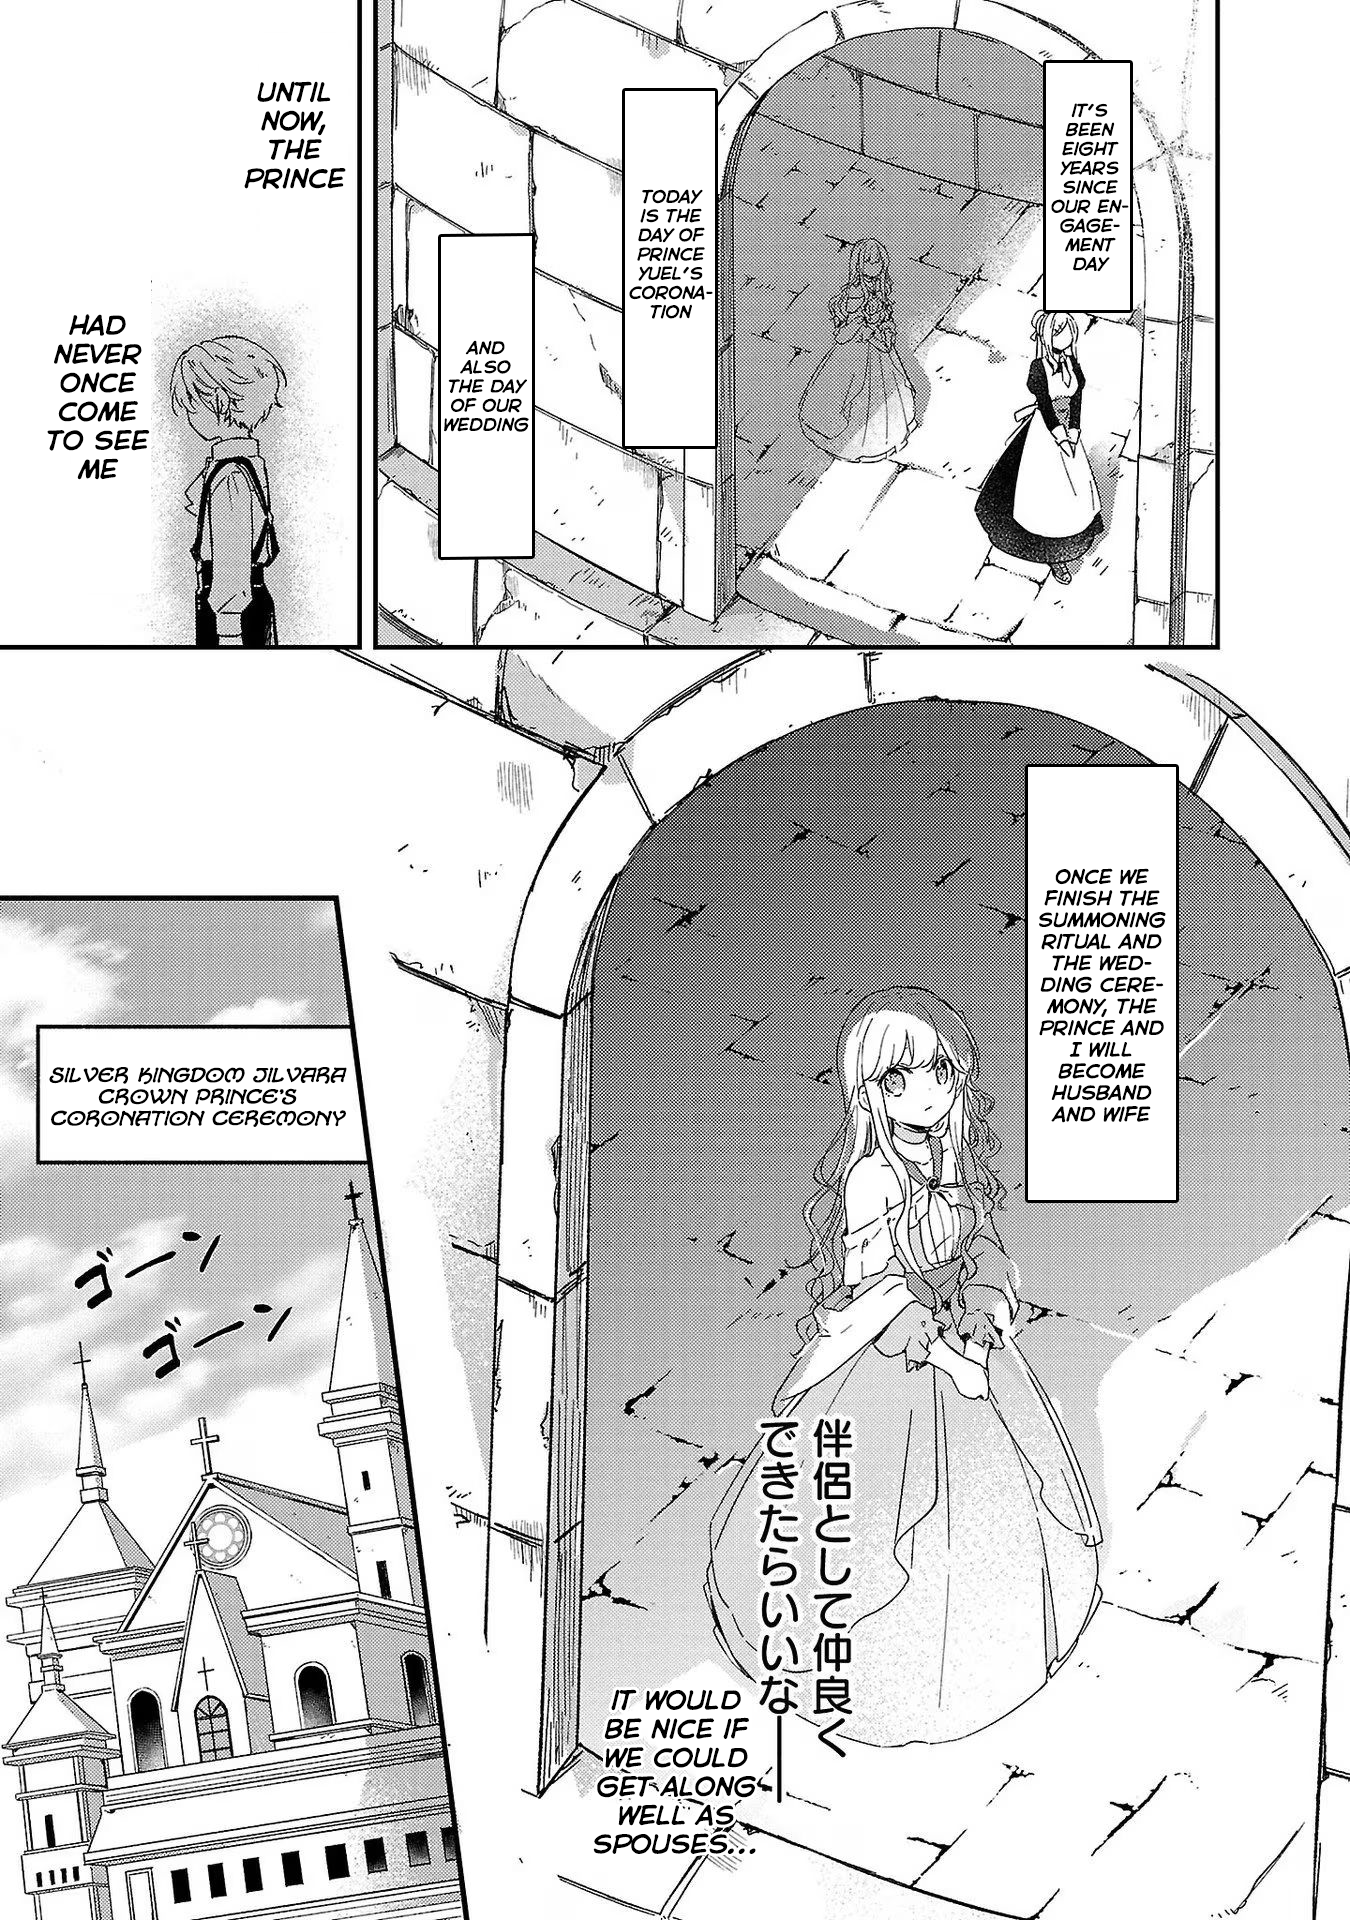 IT'S
BEEN
EIGHT
YEARS
SINCE
OUR EN-
GAGE-
MENT
DAY
TODAY
IS THE
DAY OF
PRINCE
YUEL'S
CORONA-
TION
AND
ALSO
THE DAY
OF OUR
WEDDING
UNTIL
NOW,
THE
PRINCE
HAD
NEVER
ONCE
COME
TO SEE
ME
ONCE WE
FINISH THE
SUMMONING
RITUAL AND
THE WED-
DING CERE-
MONY, THE
PRINCE AND
I WILL
BECOME
HUSBAND
AND WIFE
伴侶として仲良く
できたらいいな——
IT WOULD
BE NICE IF
WE COULD
GET ALONG
WELL AS
SPOUSES...
SILVER KINGDOM JILVARA
CROWN PRINCE'S
CORONATION CEREMONY
ゴーン
ゴーン